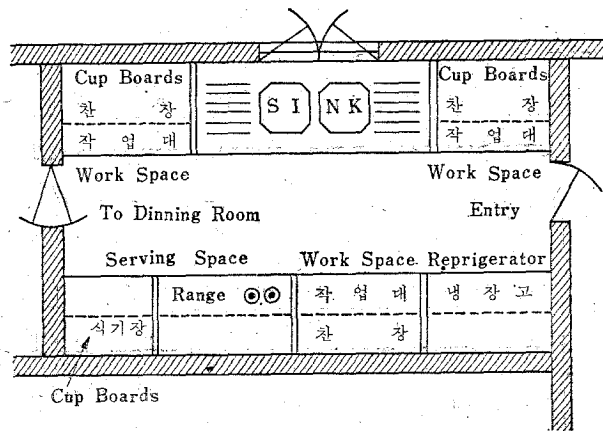 Cup Boards
찬 장
작 업 대
S I N K
Cup Boards
찬 장
작 업 대
Work Space
Work Space
To Dinning Room
Entry
Serving Space
Work Space
Reprigerator
Range
작 업 대
냉 장 고
식기장
찬 장
Cup Boards